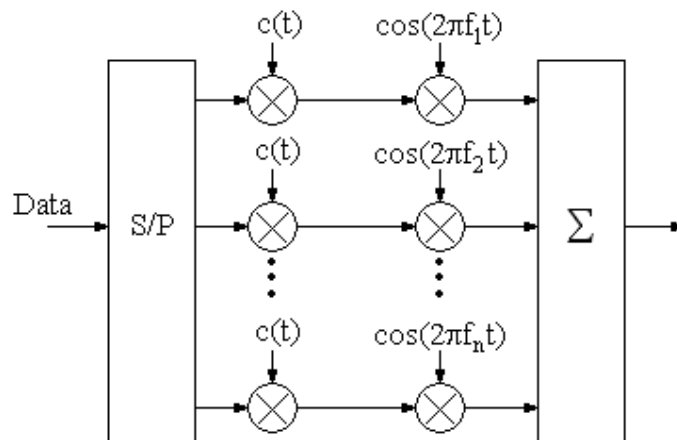 c(t) cos(2πf₁t)
c(t) cos(2πf₂t)
Data
S/P
Σ
c(t) cos(2πfₙt)